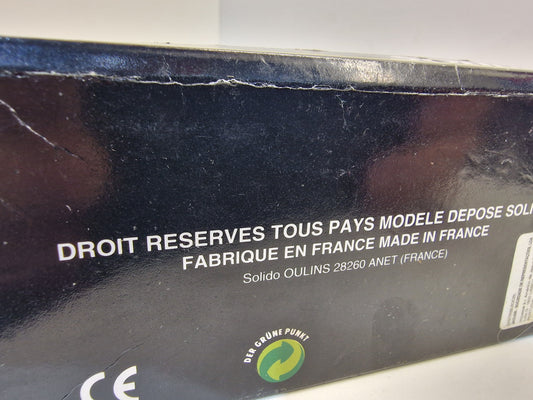 DROIT RESERVES TOUS PAYS MODELE DEPOSE
FABRIQUE EN FRANCE MADE IN FRANCE
Solido OULINS 28260 ANET (FRANCE)
DER GRÜNE PUNKT
CE